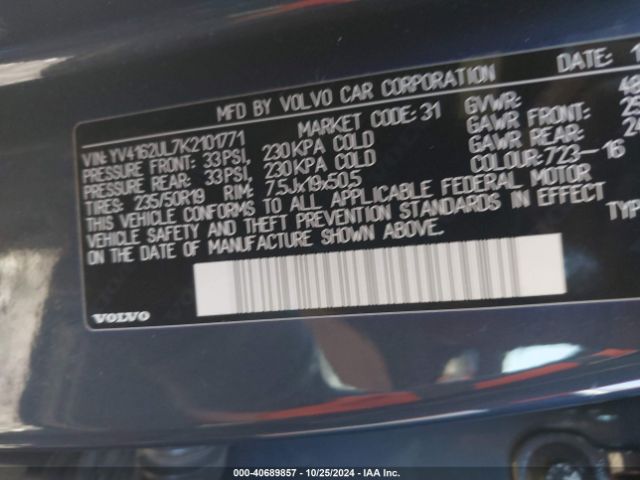 MFD BY VOLVO CAR CORPORATION DATE:
VIN: YV4162UL7K2101771 MARKET CODE: 31 GVWR:
PRESSURE FRONT: 33PSI, 230KPA COLD GAWR FRONT:
PRESSURE REAR: 33PSI, 230KPA COLD GAWR REAR:
TIRES: 235/50R19 RIM: 7.5Jx19x50,5 COLOUR:723-16
THIS VEHICLE CONFORMS TO ALL APPLICABLE FEDERAL MOTOR
VEHICLE SAFETY AND THEFT PREVENTION STANDARDS IN EFFECT
ON THE DATE OF MANUFACTURE SHOWN ABOVE.
VOLVO
000-40689857 - 10/25/2024 - IAA Inc.